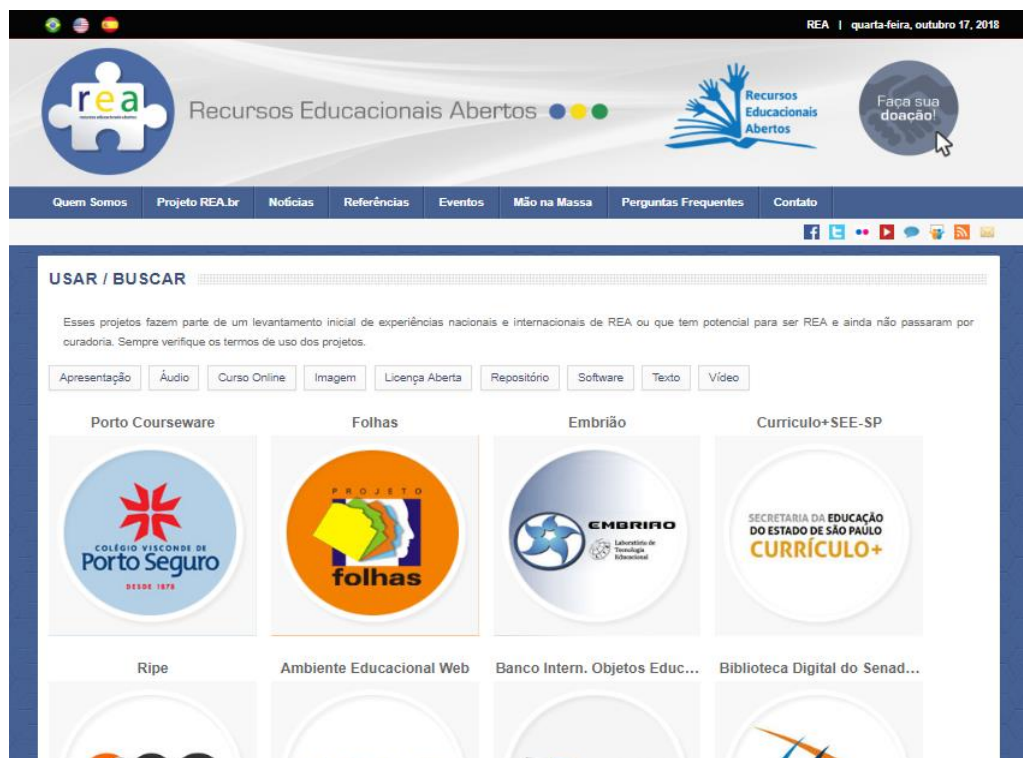 REA | quarta-feira, outubro 17, 2018
rea
Recursos Educacionais Abertos
Recursos
Educacionais
Abertos
Faça sua
doação!
Quem Somos Projeto REA.br Notícias Referências Eventos Mão na Massa Perguntas Frequentes Contato
USAR / BUSCAR
Esses projetos fazem parte de um levantamento inicial de experiências nacionais e internacionais de REA ou que tem potencial para ser REA e ainda não passaram por
curadoria. Sempre verifique os termos de uso dos projetos.
Apresentação Áudio Curso Online Imagem Licença Aberta Repositório Software Texto Vídeo
Porto Courseware Folhas Embrião Curriculo+SEE-SP
COLÉGIO VISCONDE DE
Porto Seguro
DESDE 1878
PROJETO
folhas
EMBRIAO
Laboratório de
Tecnologia
Educacional
SECRETARIA DA EDUCAÇÃO
DO ESTADO DE SÃO PAULO
CURRÍCULO+
Ripe Ambiente Educacional Web Banco Intern. Objetos Educ... Biblioteca Digital do Senad...